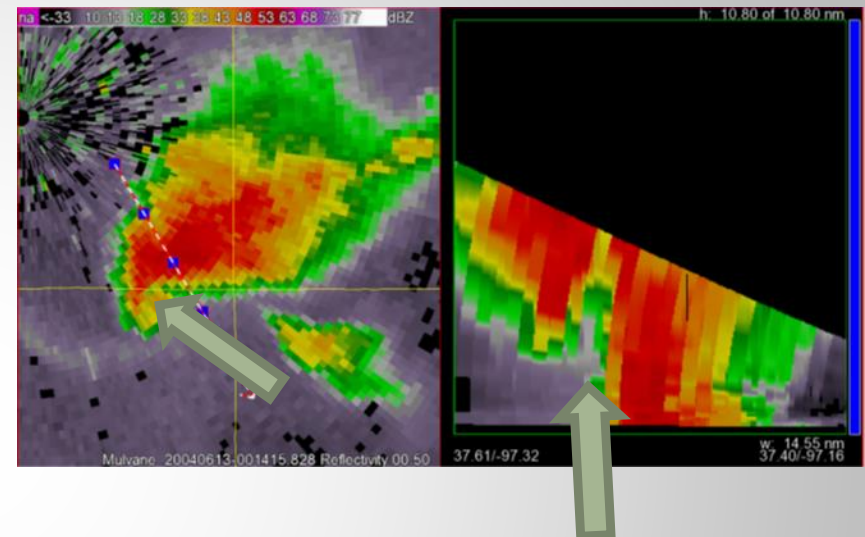 na <-33 10 13 18 28 33 38 43 48 53 63 68 73 77 dBZ
h: 10.80 of 10.80 nm
Mulvane 20040613-001415.828 Reflectivity 00.50
w: 14.55 nm
37.61/-97.32 37.40/-97.16